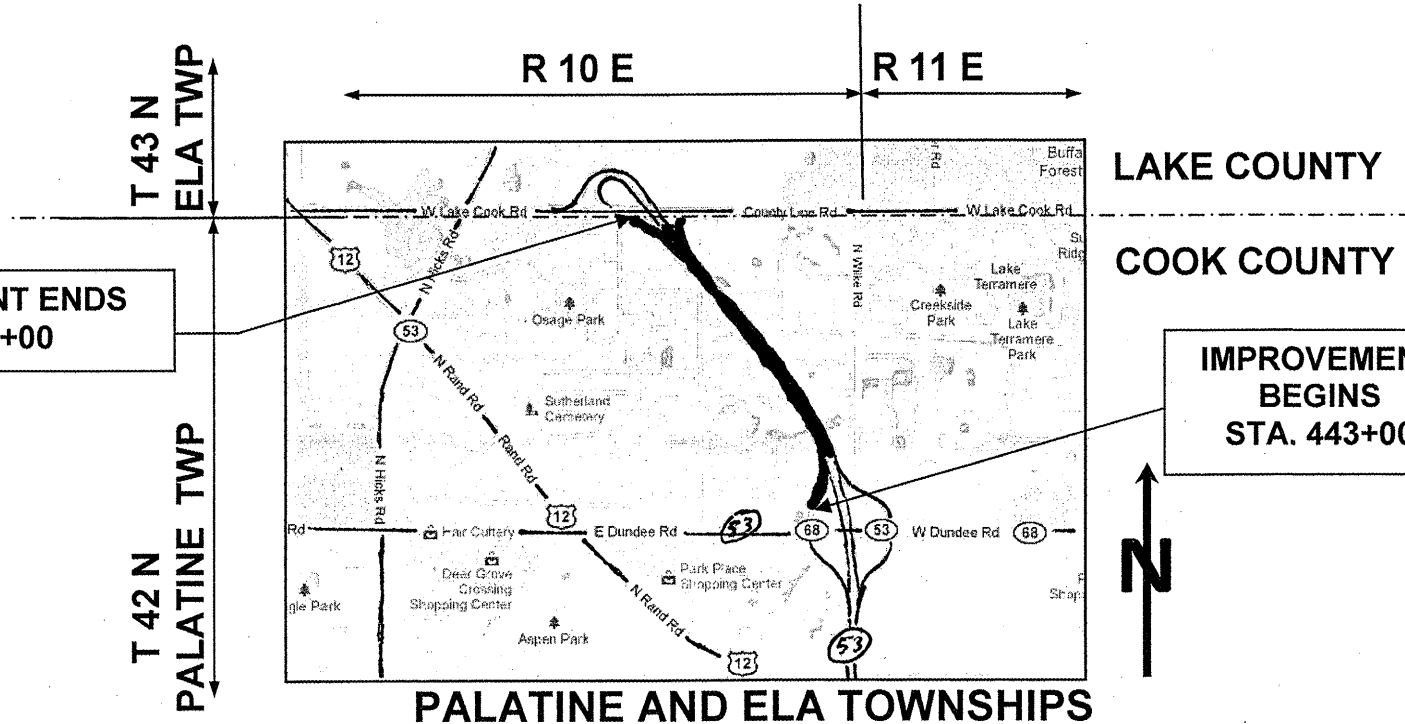 R 10 E
R 11 E
T 43 N
ELA TWP
LAKE COUNTY
COOK COUNTY
W Lake Cook Rd
County Line Rd
W Lake Cook Rd
Buffa
Forest
12
N Hicks Rd
N Wilke Rd
Lake
Terramere
Creekside
Park
Lake
Terramere
Park
Osage Park
53
NT ENDS
+00
IMPROVEMEN
BEGINS
STA. 443+00
N Rand Rd
Sutherland
Cemetery
Rand Rd
N Hicks Rd
T 42 N
PALATINE TWP
Rd
Hair Cuttery
12
E Dundee Rd
53
68
53
W Dundee Rd
68
N
Deer Grove
Crossing
Shopping Center
Park Place
Shopping Center
gle Park
Shop
N Rand Rd
Aspen Park
12
53
PALATINE AND ELA TOWNSHIPS